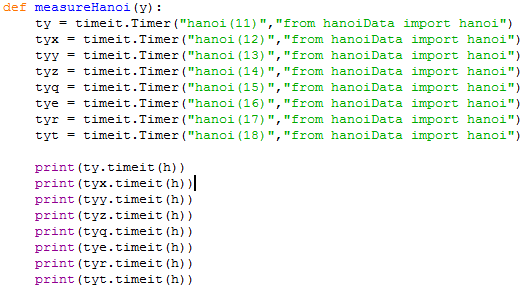 def measureHanoi(y):
    ty = timeit.Timer("hanoi(11)","from hanoiData import hanoi")
    tyx = timeit.Timer("hanoi(12)","from hanoiData import hanoi")
    tyy = timeit.Timer("hanoi(13)","from hanoiData import hanoi")
    tyz = timeit.Timer("hanoi(14)","from hanoiData import hanoi")
    tyq = timeit.Timer("hanoi(15)","from hanoiData import hanoi")
    tye = timeit.Timer("hanoi(16)","from hanoiData import hanoi")
    tyr = timeit.Timer("hanoi(17)","from hanoiData import hanoi")
    tyt = timeit.Timer("hanoi(18)","from hanoiData import hanoi")

    print(ty.timeit(h))
    print(tyx.timeit(h))
    print(tyy.timeit(h))
    print(tyz.timeit(h))
    print(tyq.timeit(h))
    print(tye.timeit(h))
    print(tyr.timeit(h))
    print(tyt.timeit(h))